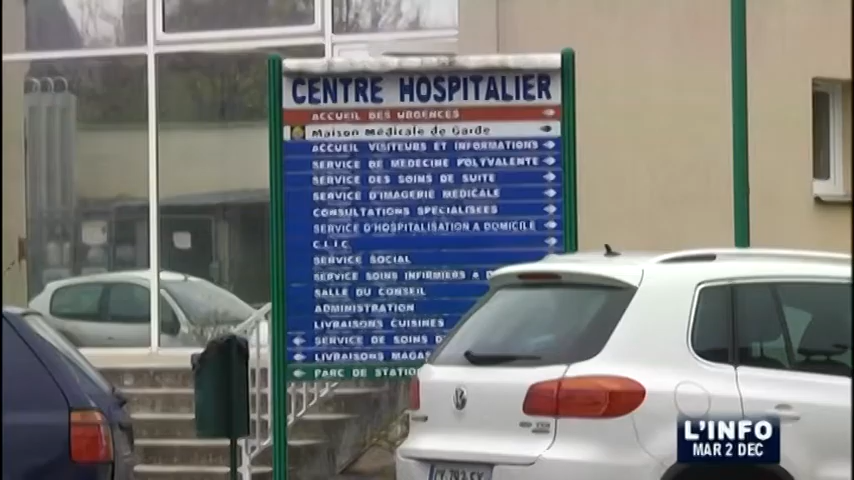 CENTRE HOSPITALIER
ACCUEIL DES URGENCES
Maison Médicale de Garde
ACCUEIL VISITEURS ET INFORMATIONS
SERVICE DE MEDECINE POLYVALENTE
SERVICE DES SOINS DE SUITE
SERVICE D'IMAGERIE MEDICALE
CONSULTATIONS SPECIALISEES
SERVICE D'HOSPITALISATION A DOMICILE
C.L.I.C.
SERVICE SOCIAL
SERVICE SOINS INFIRMIERS A
SALLE DU CONSEIL
ADMINISTRATION
LIVRAISONS CUISINES
SERVICE DE SOINS
LIVRAISONS
PARC DE
L'INFO
MAR 2 DEC